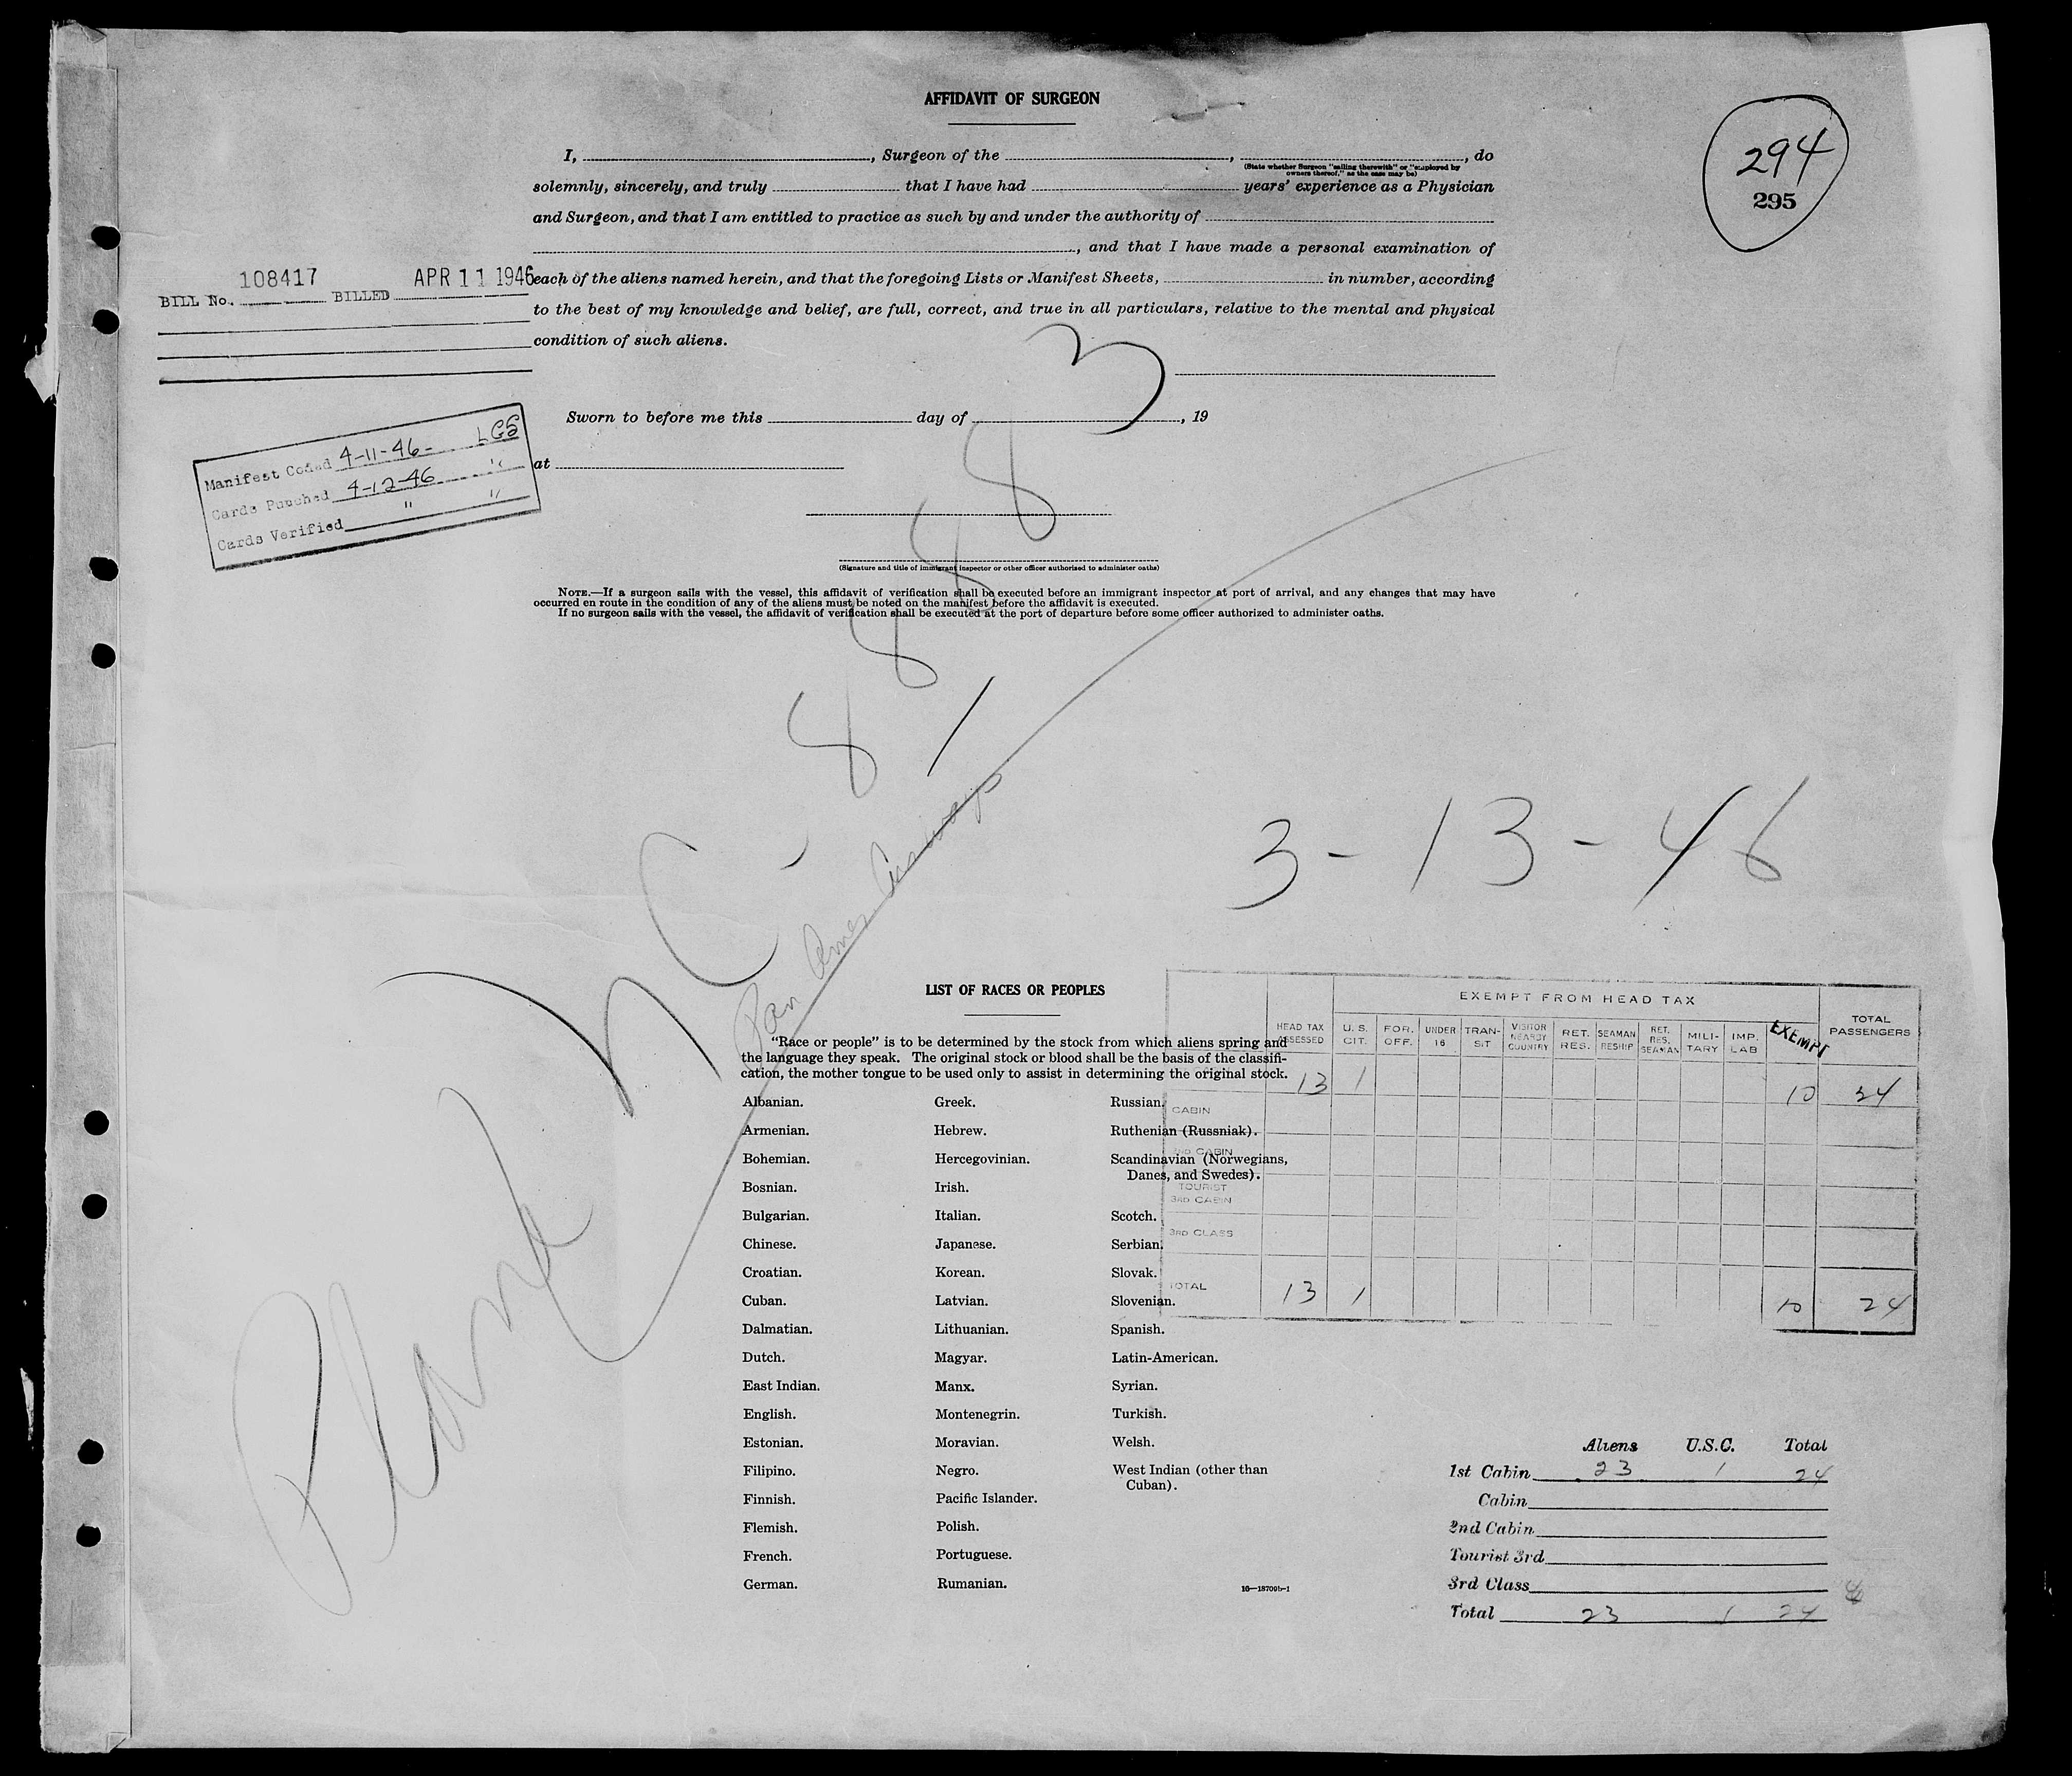 AFFIDAVIT OF SURGEON
294
295
I, , Surgeon of the , , do
(State whether Surgeon "sailing therewith" or "employed by
owners thereof," as the case may be)
solemnly, sincerely, and truly that I have had years' experience as a Physician
and Surgeon, and that I am entitled to practice as such by and under the authority of
, and that I have made a personal examination of
each of the aliens named herein, and that the foregoing Lists or Manifest Sheets, in number, according
to the best of my knowledge and belief, are full, correct, and true in all particulars, relative to the mental and physical
condition of such aliens.
BILL No. 108417 BILLED APR 11 1946
Sworn to before me this day of , 19
at
Manifest Coded 4-11-46- LGS
Cards Punched 4-12-46 "
Cards Verified " "
(Signature and title of immigrant inspector or other officer authorized to administer oaths)
NOTE.—If a surgeon sails with the vessel, this affidavit of verification shall be executed before an immigrant inspector at port of arrival, and any changes that may have
occurred en route in the condition of any of the aliens must be noted on the manifest before the affidavit is executed.
If no surgeon sails with the vessel, the affidavit of verification shall be executed at the port of departure before some officer authorized to administer oaths.
Plane NC-88883
Pan Amer Airways
3-13-46
LIST OF RACES OR PEOPLES
"Race or people" is to be determined by the stock from which aliens spring and
the language they speak. The original stock or blood shall be the basis of the classifi-
cation, the mother tongue to be used only to assist in determining the original stock.
Albanian.
Armenian.
Bohemian.
Bosnian.
Bulgarian.
Chinese.
Croatian.
Cuban.
Dalmatian.
Dutch.
East Indian.
English.
Estonian.
Filipino.
Finnish.
Flemish.
French.
German.
Greek.
Hebrew.
Hercegovinian.
Irish.
Italian.
Japanese.
Korean.
Latvian.
Lithuanian.
Magyar.
Manx.
Montenegrin.
Moravian.
Negro.
Pacific Islander.
Polish.
Portuguese.
Rumanian.
Russian.
Ruthenian (Russniak).
Scandinavian (Norwegians,
Danes, and Swedes).
Scotch.
Serbian.
Slovak.
Slovenian.
Spanish.
Latin-American.
Syrian.
Turkish.
Welsh.
West Indian (other than
Cuban).
16—18709b-1
EXEMPT FROM HEAD TAX
HEAD TAX ASSESSED U. S. CIT. FOR. OFF. UNDER 16 TRAN-SIT VISITOR NEARBY COUNTRY RET. RES. SEAMAN RESHIP RET. RES. SEAMAN MILI-TARY IMP. LAB EXEMPT TOTAL PASSENGERS
13 1 10 24
CABIN
2ND CABIN
TOURIST
3RD CABIN
3RD CLASS
TOTAL 13 1 10 24
Aliens U.S.C. Total
1st Cabin 23 1 24
Cabin
2nd Cabin
Tourist 3rd
3rd Class
Total 23 1 24